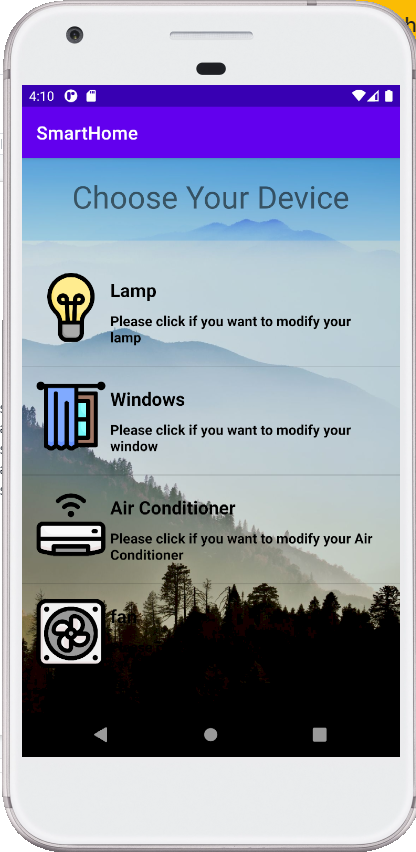 4:10
SmartHome
Choose Your Device
Lamp
Please click if you want to modify your
lamp
Windows
Please click if you want to modify your
window
Air Conditioner
Please click if you want to modify your Air
Conditioner